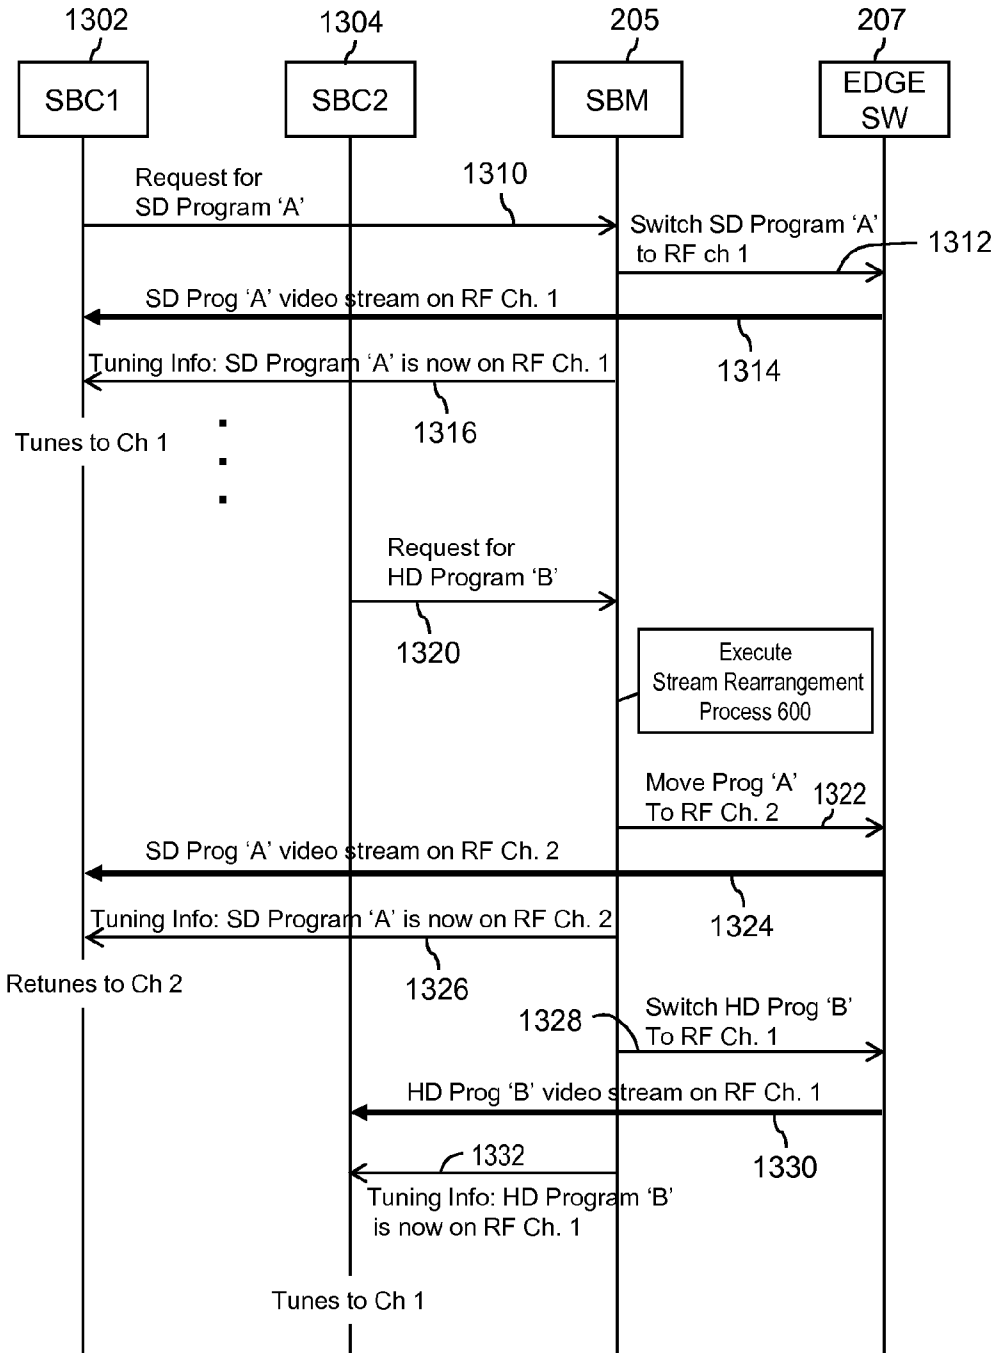 1302
1304
205
207
SBC1
SBC2
SBM
EDGE
SW
Request for
SD Program ‘A’
1310
Switch SD Program ‘A’
to RF ch 1
1312
SD Prog ‘A’ video stream on RF Ch. 1
1314
Tuning Info: SD Program ‘A’ is now on RF Ch. 1
1316
Tunes to Ch 1
Request for
HD Program ‘B’
1320
Execute
Stream Rearrangement
Process 600
Move Prog ‘A’
To RF Ch. 2
1322
SD Prog ‘A’ video stream on RF Ch. 2
1324
Tuning Info: SD Program ‘A’ is now on RF Ch. 2
1326
Retunes to Ch 2
Switch HD Prog ‘B’
To RF Ch. 1
1328
HD Prog ‘B’ video stream on RF Ch. 1
1330
1332
Tuning Info: HD Program ‘B’
is now on RF Ch. 1
Tunes to Ch 1